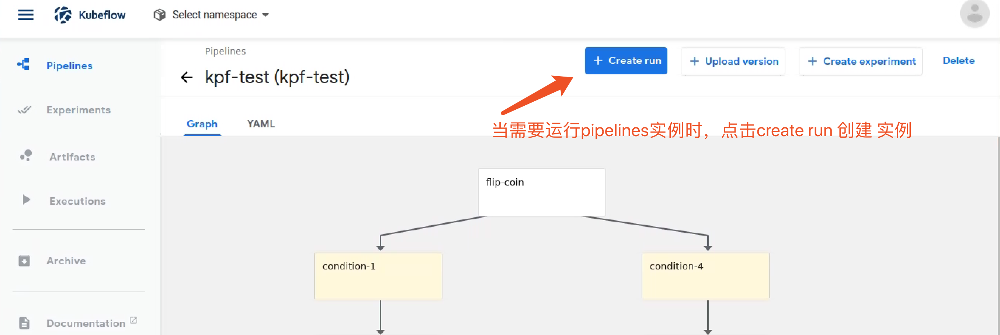 Kubeflow
Select namespace
Pipelines
Experiments
Artifacts
Executions
Archive
Documentation
Pipelines
kpf-test (kpf-test)
+ Create run
+ Upload version
+ Create experiment
Delete
Graph
YAML
当需要运行pipelines实例时，点击create run 创建 实例
flip-coin
condition-1
condition-4